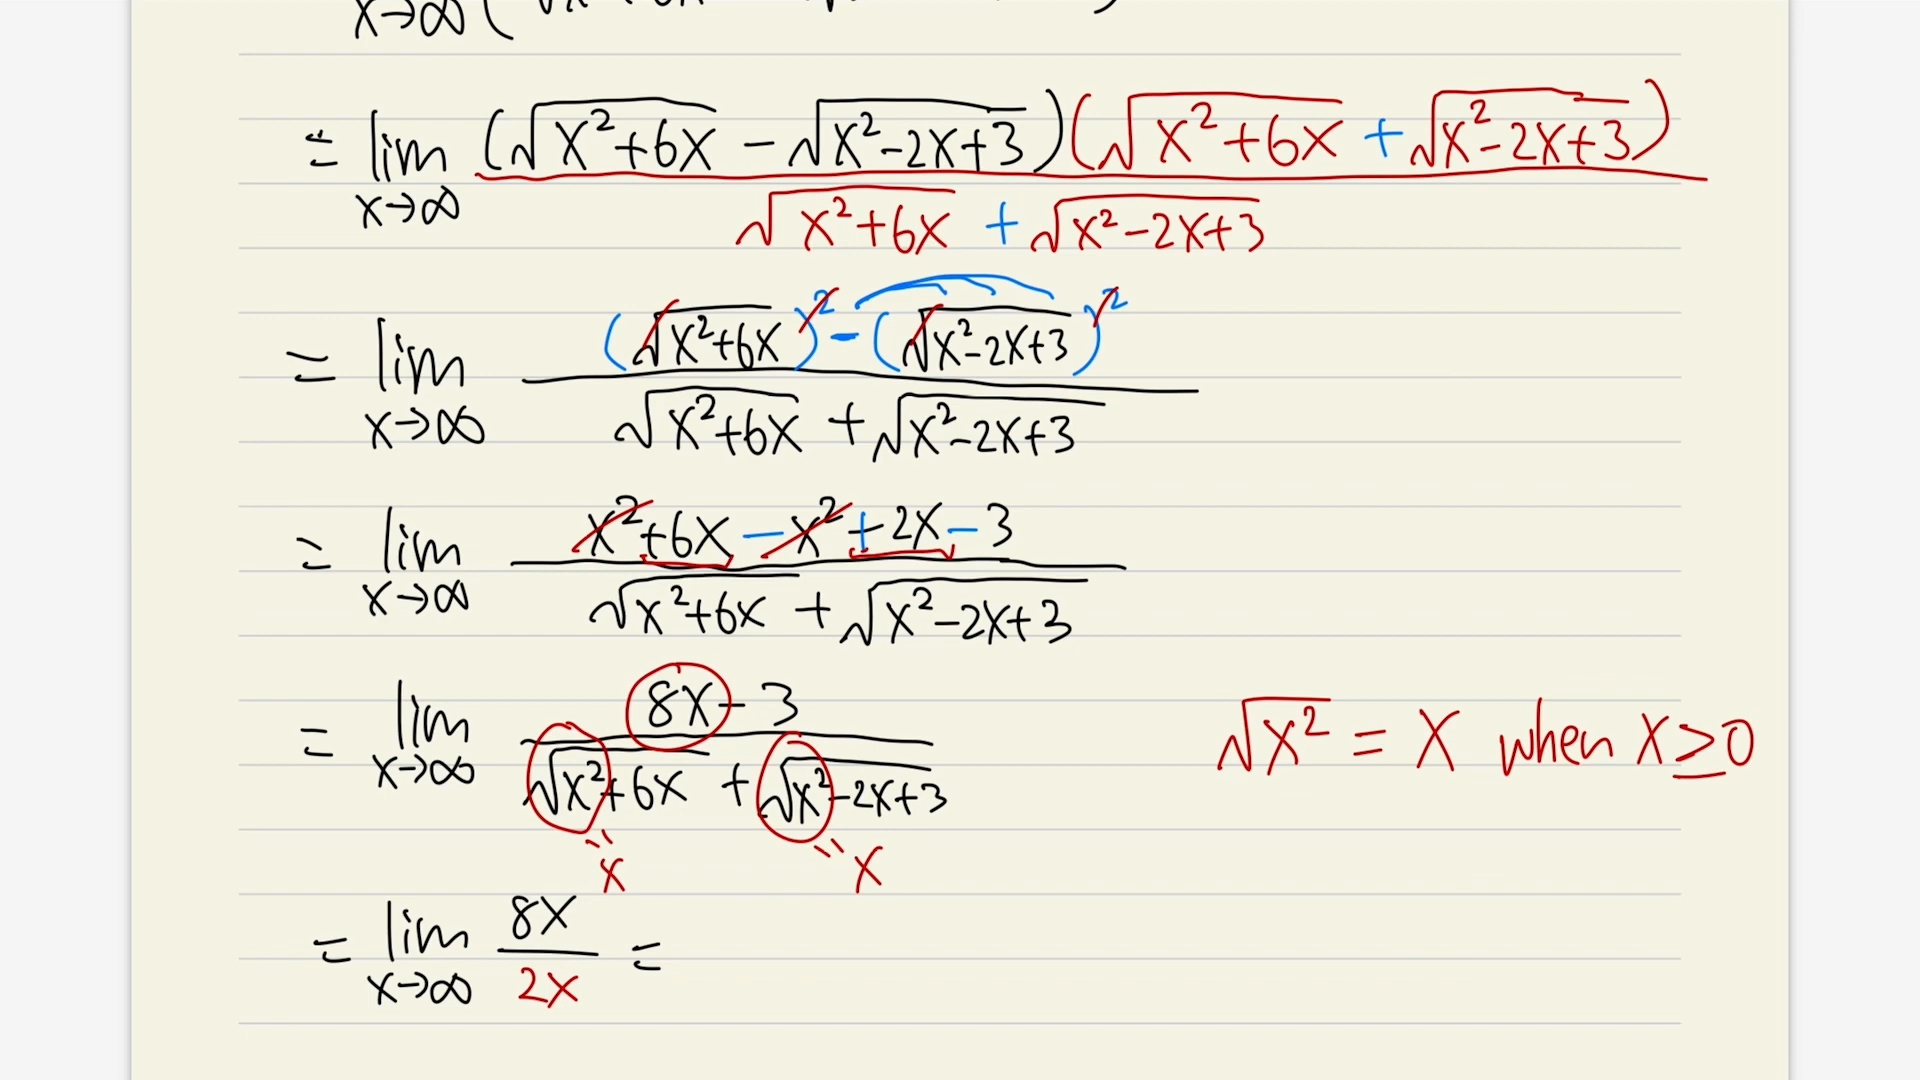 x→∞ (
= lim (√x²+6x − √x²-2x+3)(√x²+6x + √x²-2x+3)
x→∞ √x²+6x + √x²-2x+3
= lim (√x²+6x)² - (√x²-2x+3)²
x→∞ √x²+6x + √x²-2x+3
= lim x²+6x − x²+2x − 3
x→∞ √x²+6x + √x²-2x+3
= lim 8x - 3
x→∞ √x²+6x + √x²-2x+3
√x² = x when x ≥ 0
" x " x
= lim 8x =
x→∞ 2x